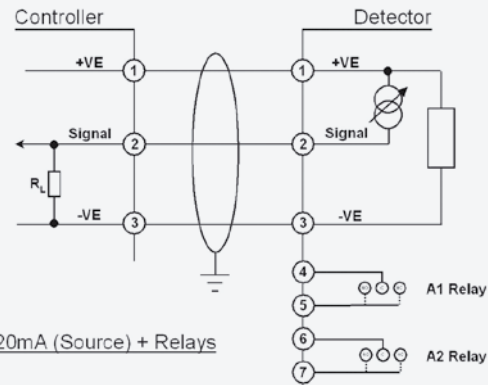 Controller
Detector
+VE
1
1
+VE
Signal
2
2
Signal
RL
-VE
3
3
-VE
4
5
A1 Relay
20mA (Source) + Relays
6
7
A2 Relay